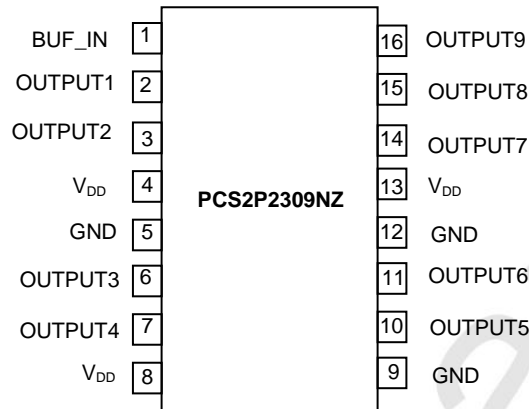 BUF_IN 1 16 OUTPUT9
OUTPUT1 2 15 OUTPUT8
OUTPUT2 3 14 OUTPUT7
VDD 4 13 VDD
PCS2P2309NZ
GND 5 12 GND
OUTPUT3 6 11 OUTPUT6
OUTPUT4 7 10 OUTPUT5
VDD 8 9 GND